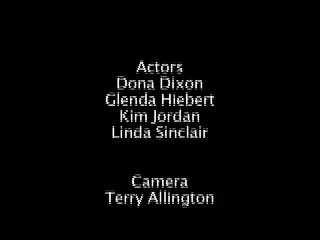 Actors
Dona Dixon
Glenda Hiebert
Kim Jordan
Linda Sinclair
Camera
Terry Allington